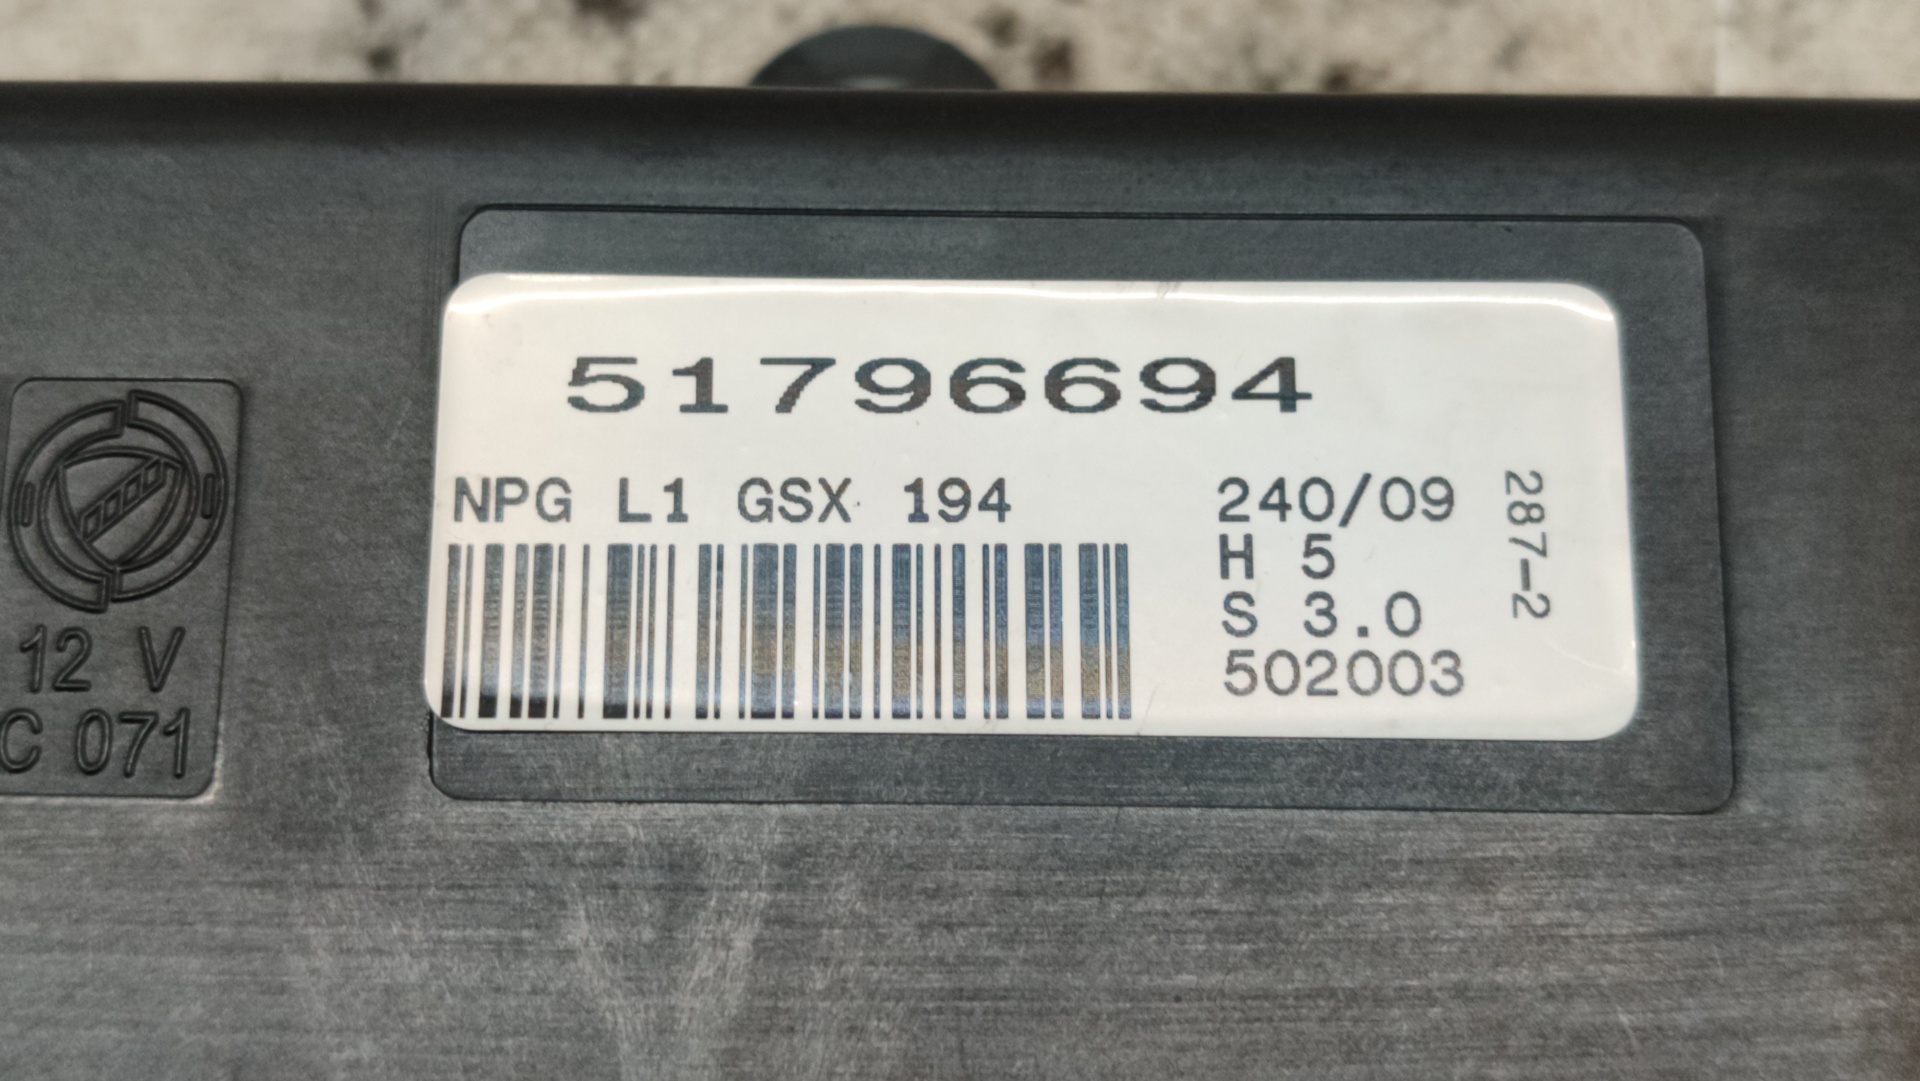 51796694
NPG L1 GSX 194
240/09
H 5
S 3.0
502003
287-2
12 V
C 071